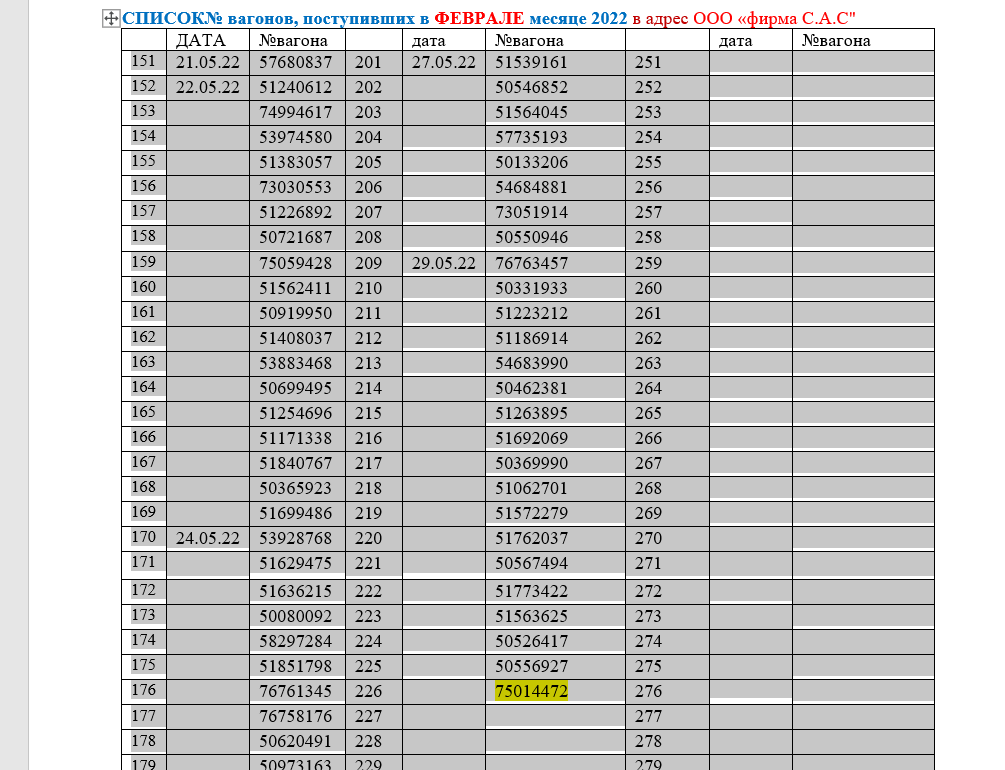 СПИСОК№ вагонов, поступивших в ФЕВРАЛЕ месяце 2022 в адрес ООО «фирма С.А.С"
ДАТА №вагона дата №вагона дата №вагона
151 21.05.22 57680837 201 27.05.22 51539161 251
152 22.05.22 51240612 202 50546852 252
153 74994617 203 51564045 253
154 53974580 204 57735193 254
155 51383057 205 50133206 255
156 73030553 206 54684881 256
157 51226892 207 73051914 257
158 50721687 208 50550946 258
159 75059428 209 29.05.22 76763457 259
160 51562411 210 50331933 260
161 50919950 211 51223212 261
162 51408037 212 51186914 262
163 53883468 213 54683990 263
164 50699495 214 50462381 264
165 51254696 215 51263895 265
166 51171338 216 51692069 266
167 51840767 217 50369990 267
168 50365923 218 51062701 268
169 51699486 219 51572279 269
170 24.05.22 53928768 220 51762037 270
171 51629475 221 50567494 271
172 51636215 222 51773422 272
173 50080092 223 51563625 273
174 58297284 224 50526417 274
175 51851798 225 50556927 275
176 76761345 226 75014472 276
177 76758176 227 277
178 50620491 228 278
179 50973163 229 279